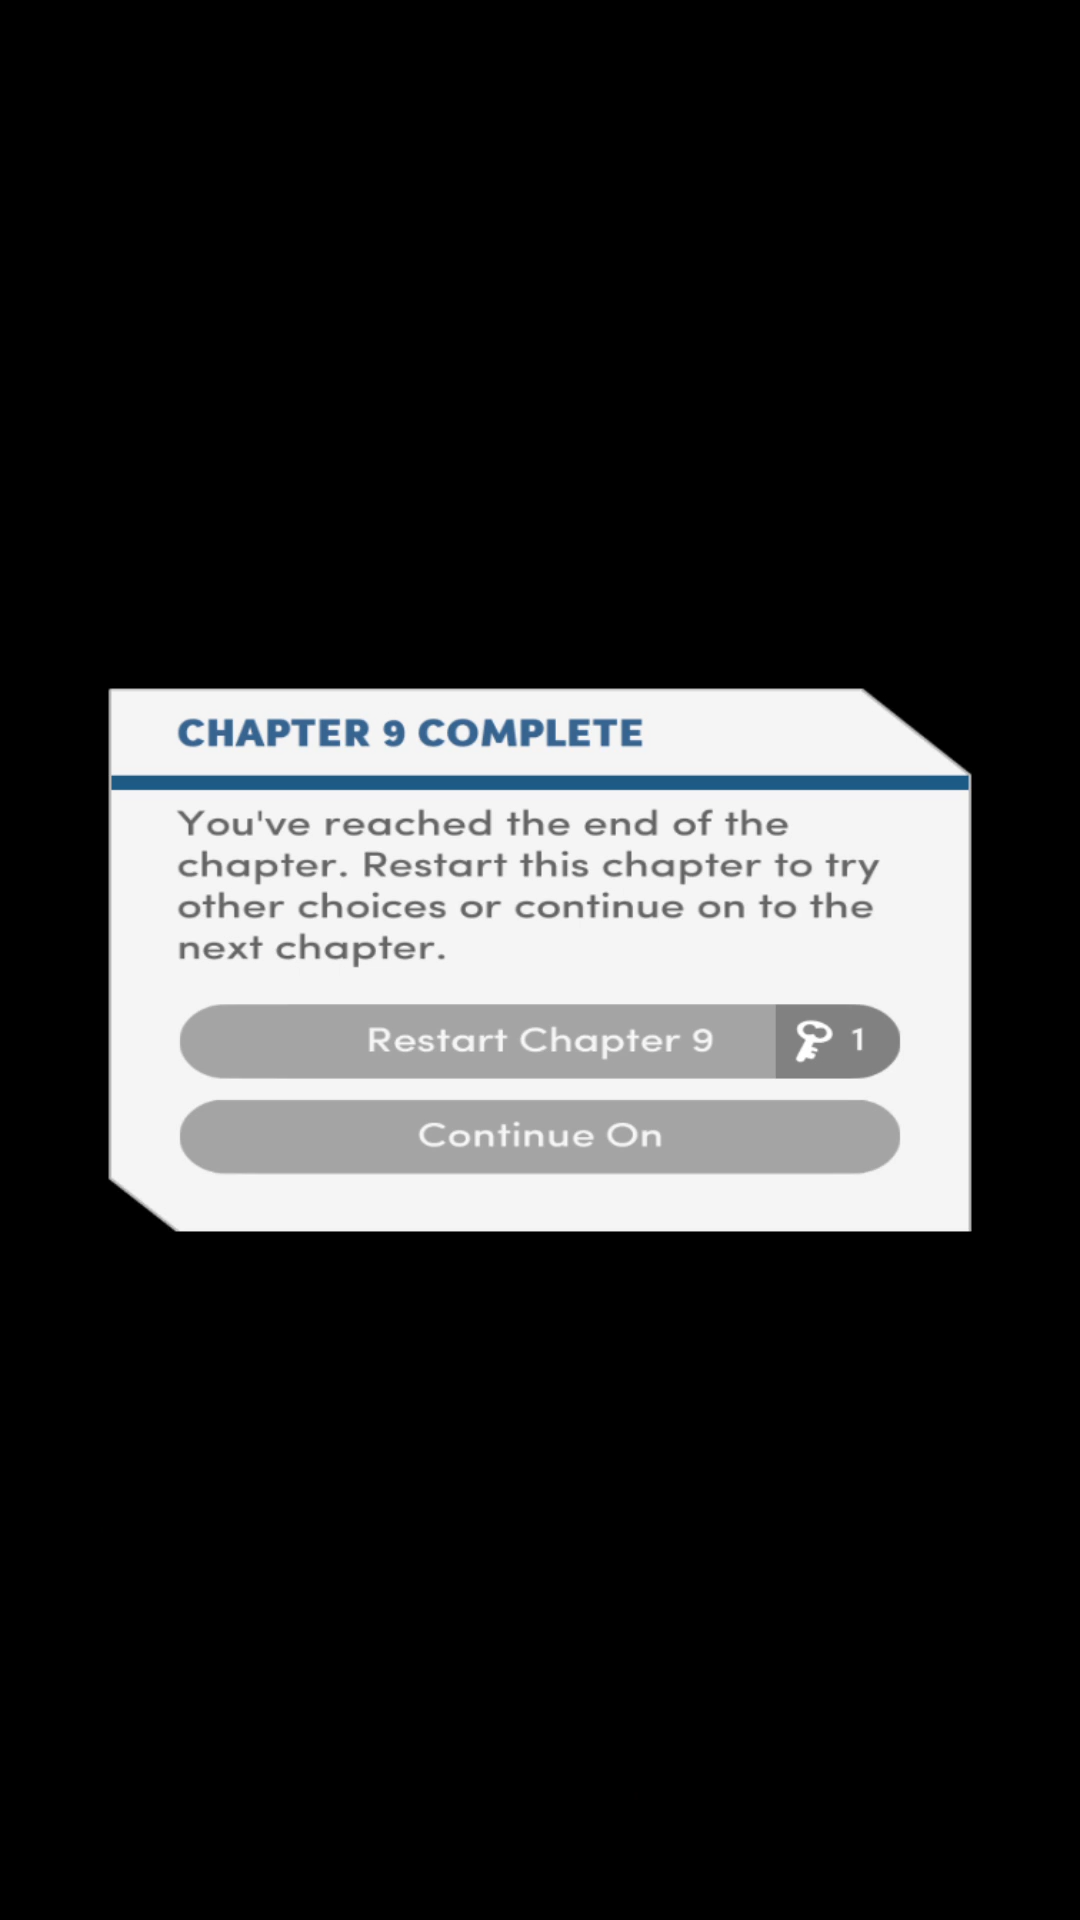 CHAPTER 9 COMPLETE
You've reached the end of the
chapter. Restart this chapter to try
other choices or continue on to the
next chapter.
Restart Chapter 9 1
Continue On